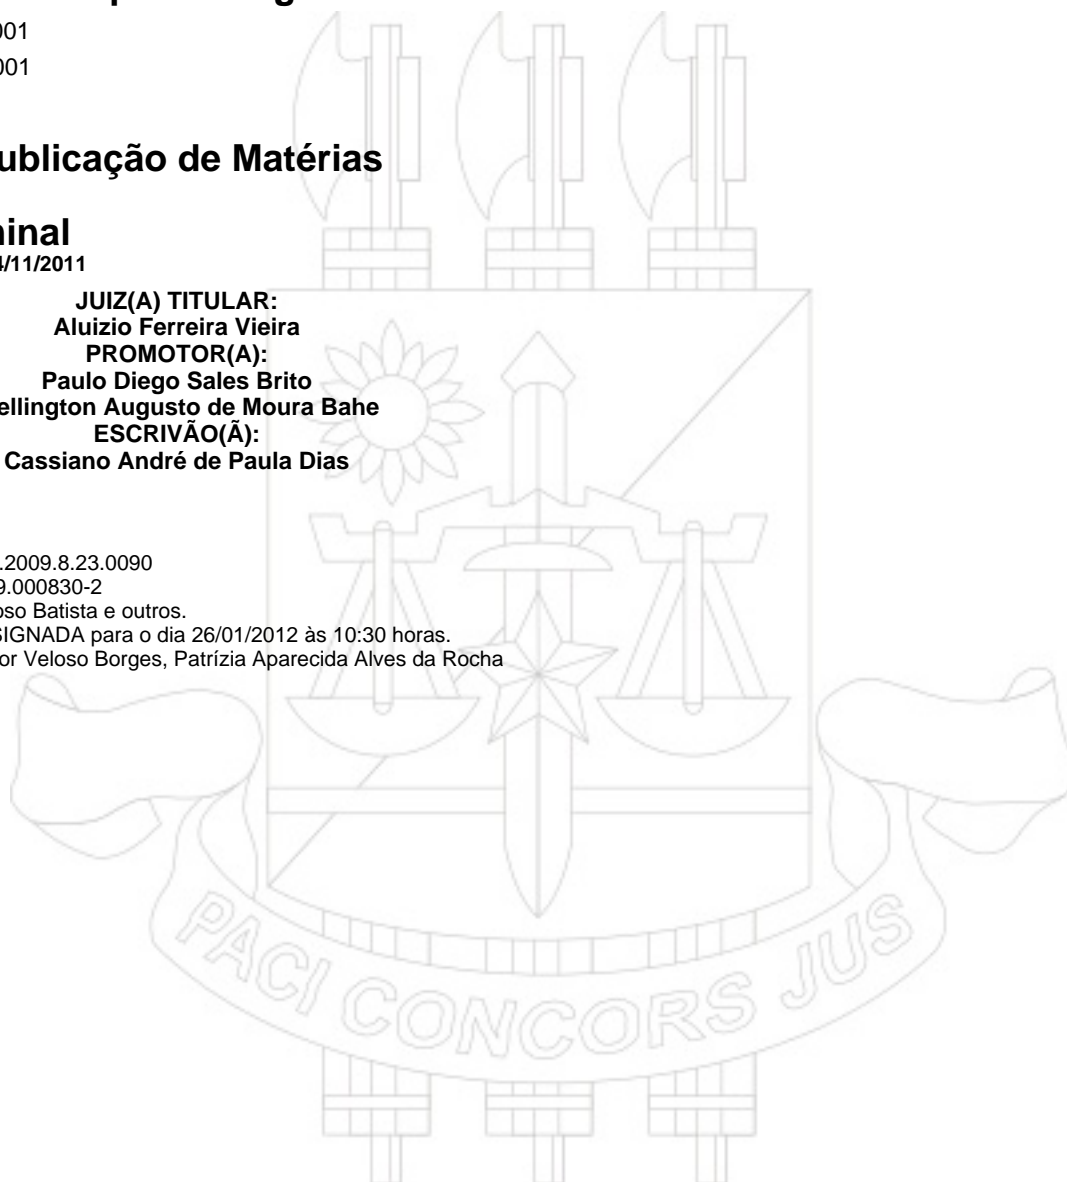 001
001
ublicação de Matérias
inal
4/11/2011
JUIZ(A) TITULAR:
Aluizio Ferreira Vieira
PROMOTOR(A):
Paulo Diego Sales Brito
ellington Augusto de Moura Bahe
ESCRIVÃO(Ã):
Cassiano André de Paula Dias
.2009.8.23.0090
9.000830-2
oso Batista e outros.
SIGNADA para o dia 26/01/2012 às 10:30 horas.
or Veloso Borges, Patrízia Aparecida Alves da Rocha
PACI CONCORS JUS